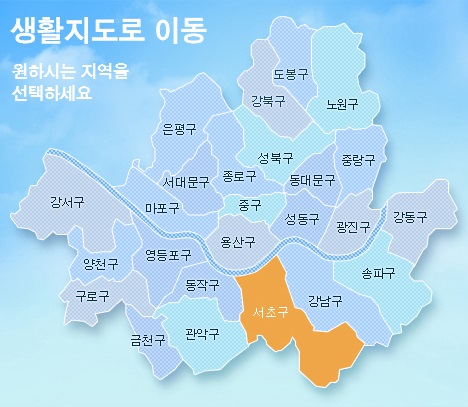 생활지도로 이동
원하시는 지역을
선택하세요
도봉구
강북구
노원구
은평구
성북구
중랑구
서대문구
종로구
동대문구
강서구
마포구
중구
성동구
광진구
강동구
용산구
양천구
영등포구
송파구
동작구
구로구
강남구
서초구
금천구
관악구